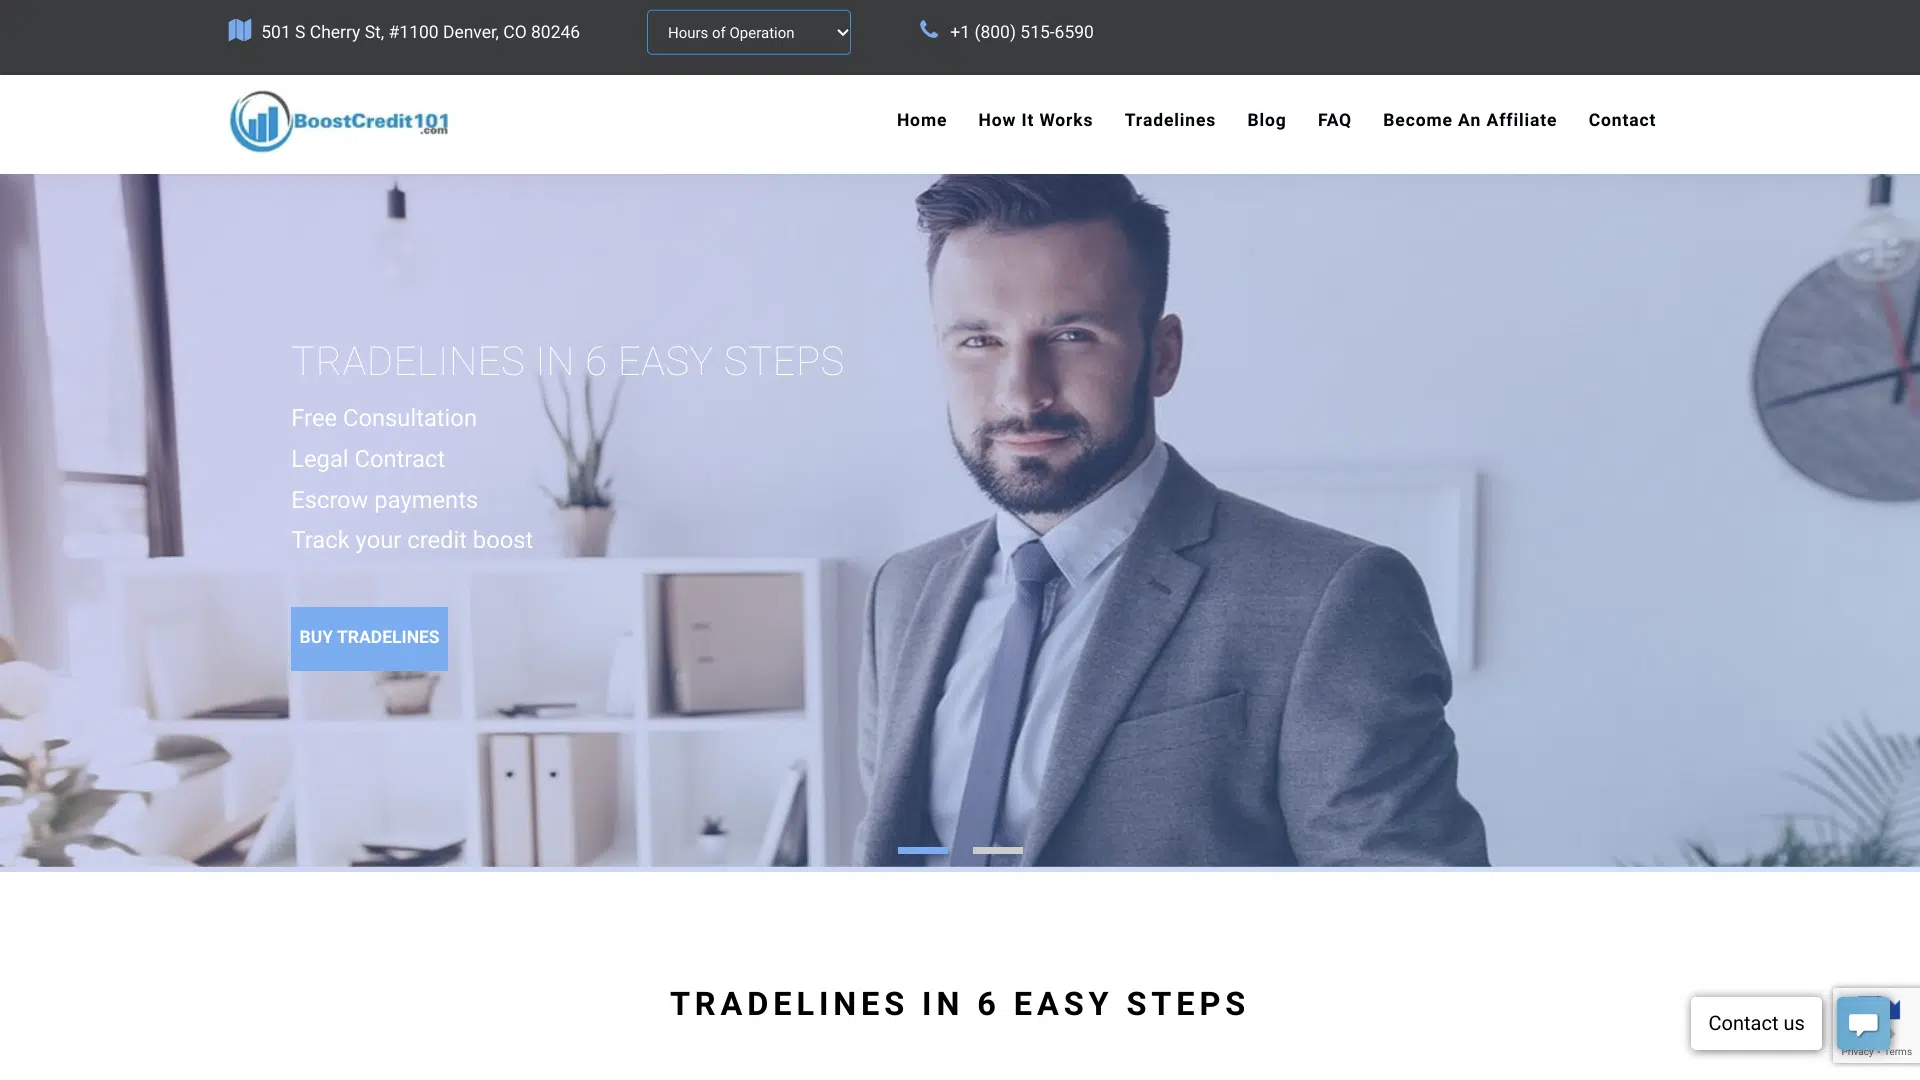 501 S Cherry St, #1100 Denver, CO 80246
Hours of Operation
+1 (800) 515-6590
BoostCredit101
.com
Home
How It Works
Tradelines
Blog
FAQ
Become An Affiliate
Contact
TRADELINES IN 6 EASY STEPS
Free Consultation
Legal Contract
Escrow payments
Track your credit boost
BUY TRADELINES
TRADELINES IN 6 EASY STEPS
Contact us
Privacy - Terms